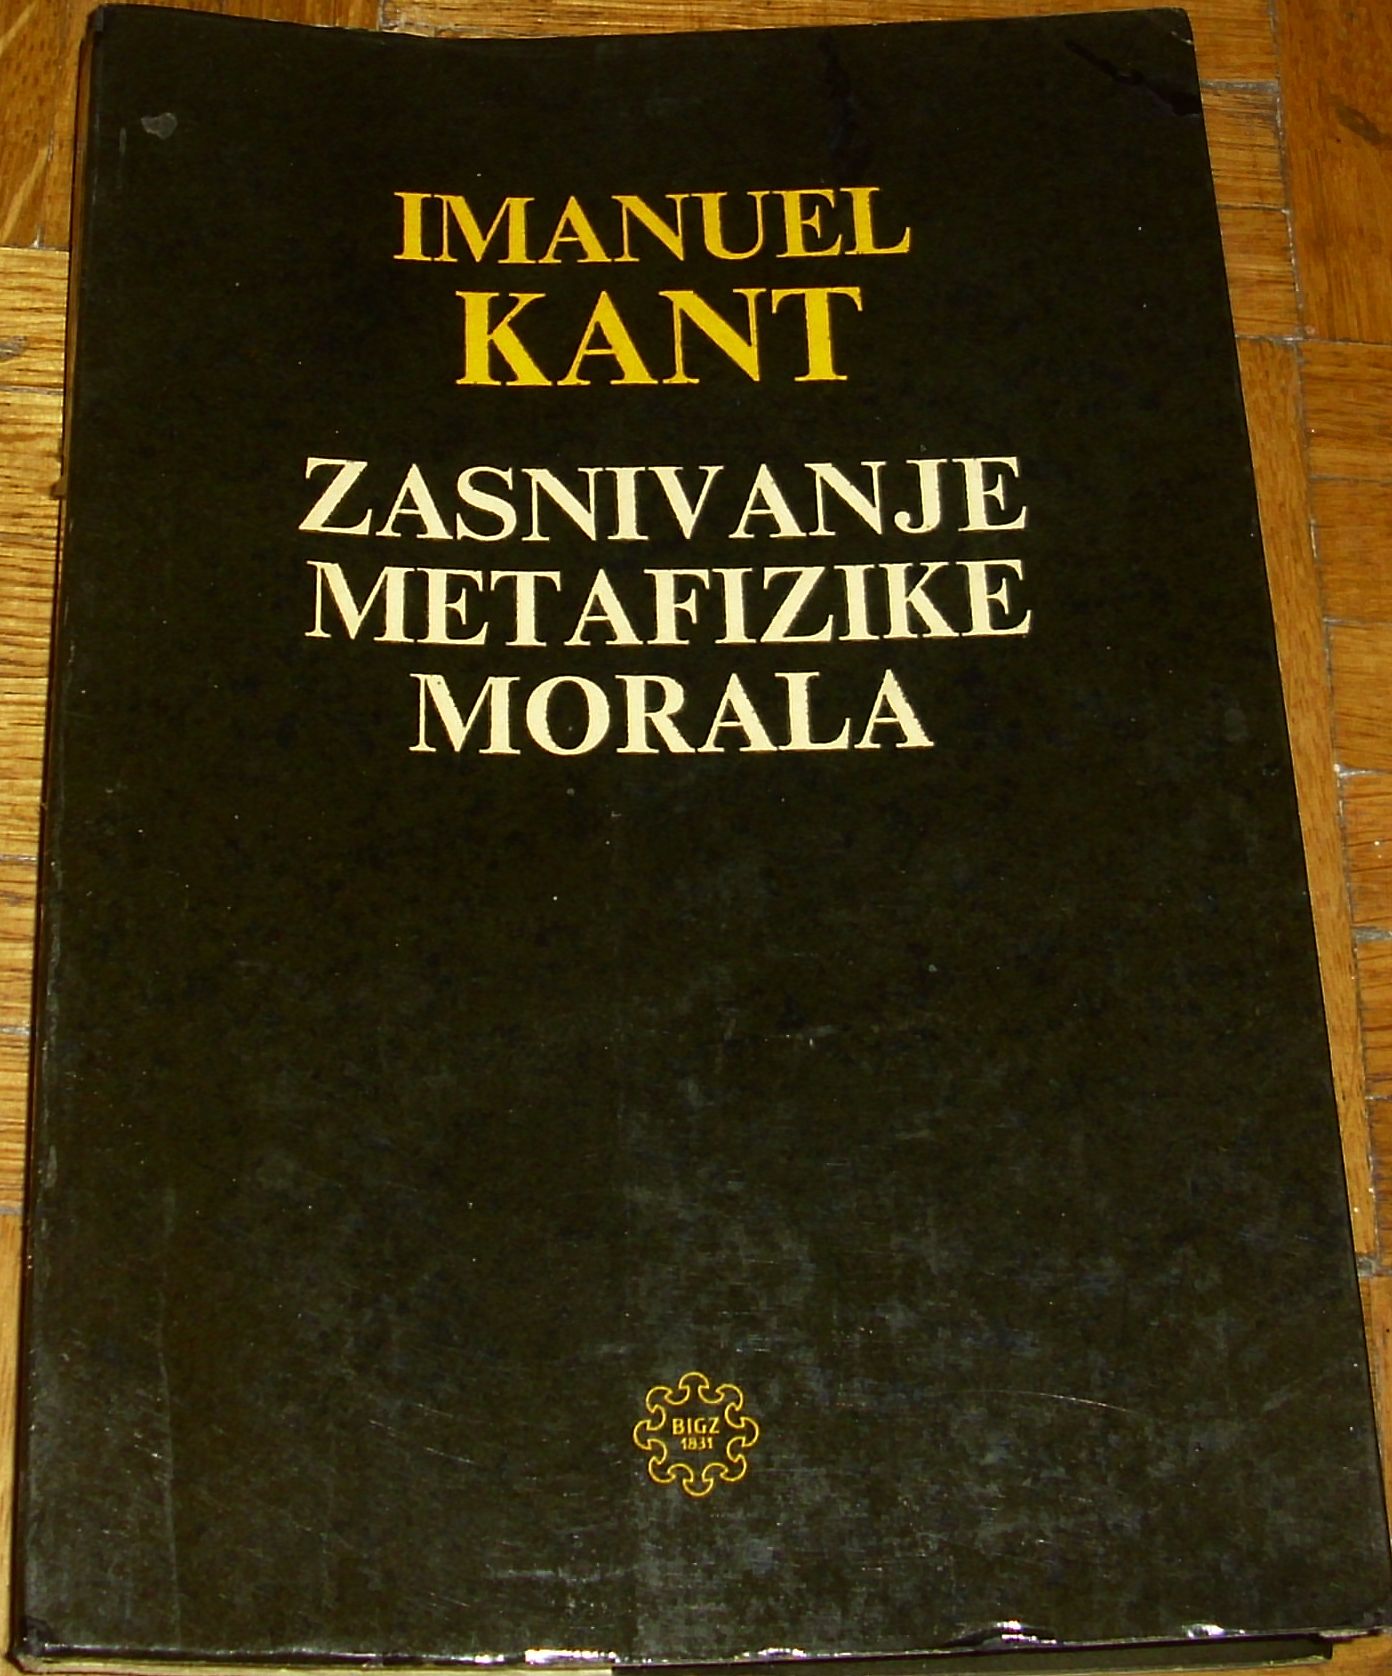 IMANUEL
KANT
ZASNIVANJE
METAFIZIKE
MORALA
BIGZ
1831